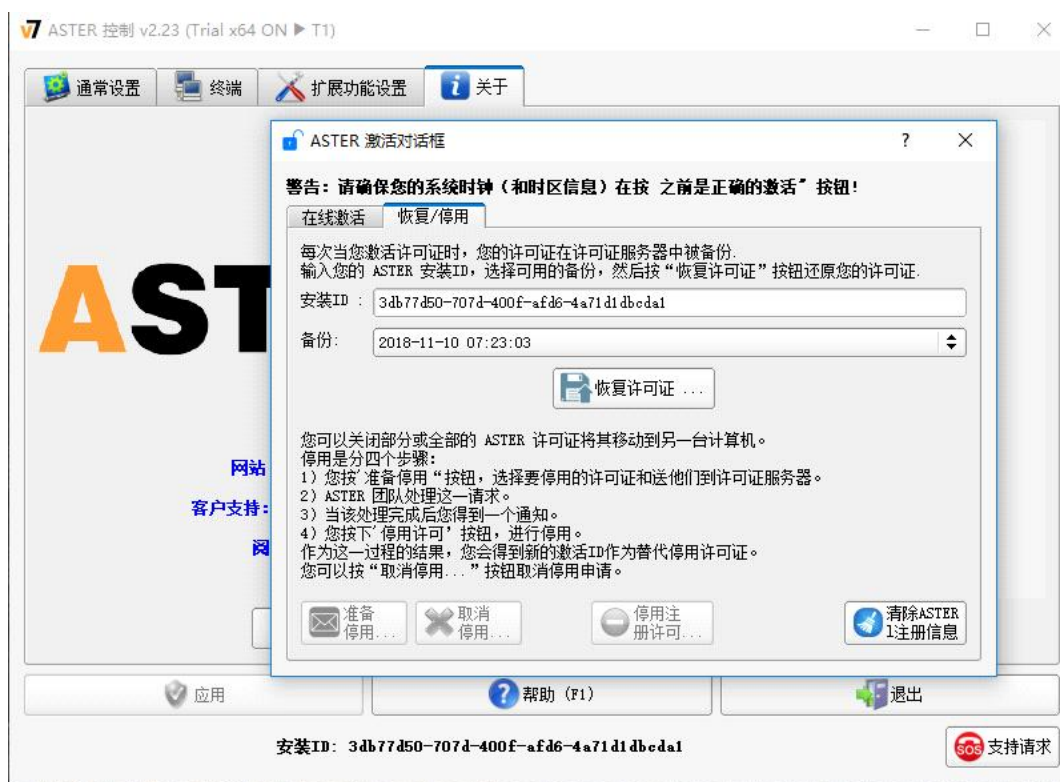 ASTER 控制 v2.23 (Trial x64 ON ▶ T1)
通常设置 终端 扩展功能设置 关于
ASTER 激活对话框
警告：请确保您的系统时钟（和时区信息）在按 之前是正确的激活” 按钮！
在线激活 恢复/停用
每次当您激活许可证时，您的许可证在许可证服务器中被备份.
输入您的 ASTER 安装ID，选择可用的备份，然后按“恢复许可证”按钮还原您的许可证.
安装ID : 3db77d50-707d-400f-afd6-4a71d1dbcda1
备份: 2018-11-10 07:23:03
恢复许可证 ...
AST
您可以关闭部分或全部的 ASTER 许可证将其移动到另一台计算机。
停用是分四个步骤：
1) 您按‘准备停用“按钮，选择要停用的许可证和送他们到许可证服务器。
2) ASTER 团队处理这一请求。
3) 当该处理完成后您得到一个通知。
4) 您按下‘停用许可’按钮，进行停用。
作为这一过程的结果，您会得到新的激活ID作为替代停用许可证。
您可以按“取消停用...”按钮取消停用申请。
网站
客户支持:
准备停用...
取消停用...
停用注册许可...
清除ASTER
1注册信息
应用 帮助 (F1) 退出
安装ID: 3db77d50-707d-400f-afd6-4a71d1dbcda1
SOS 支持请求